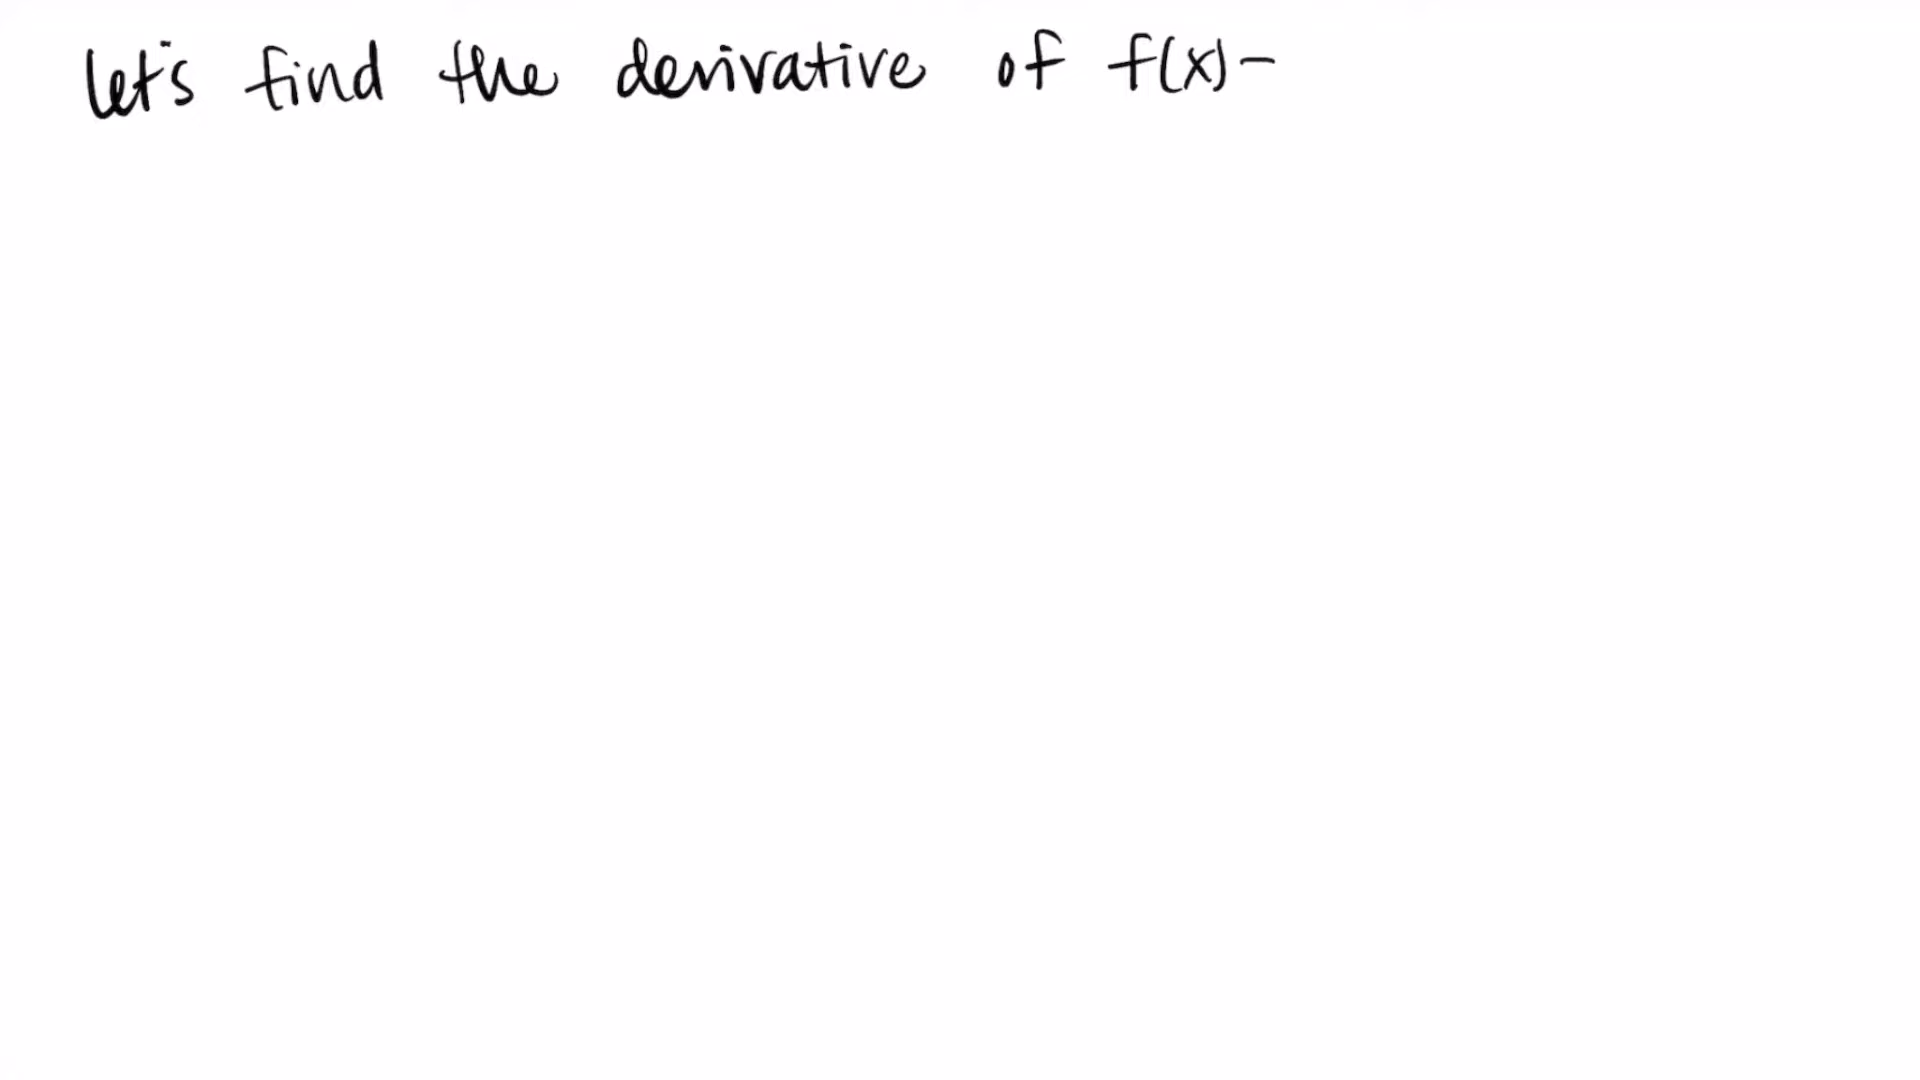 let's find the derivative of f(x)-